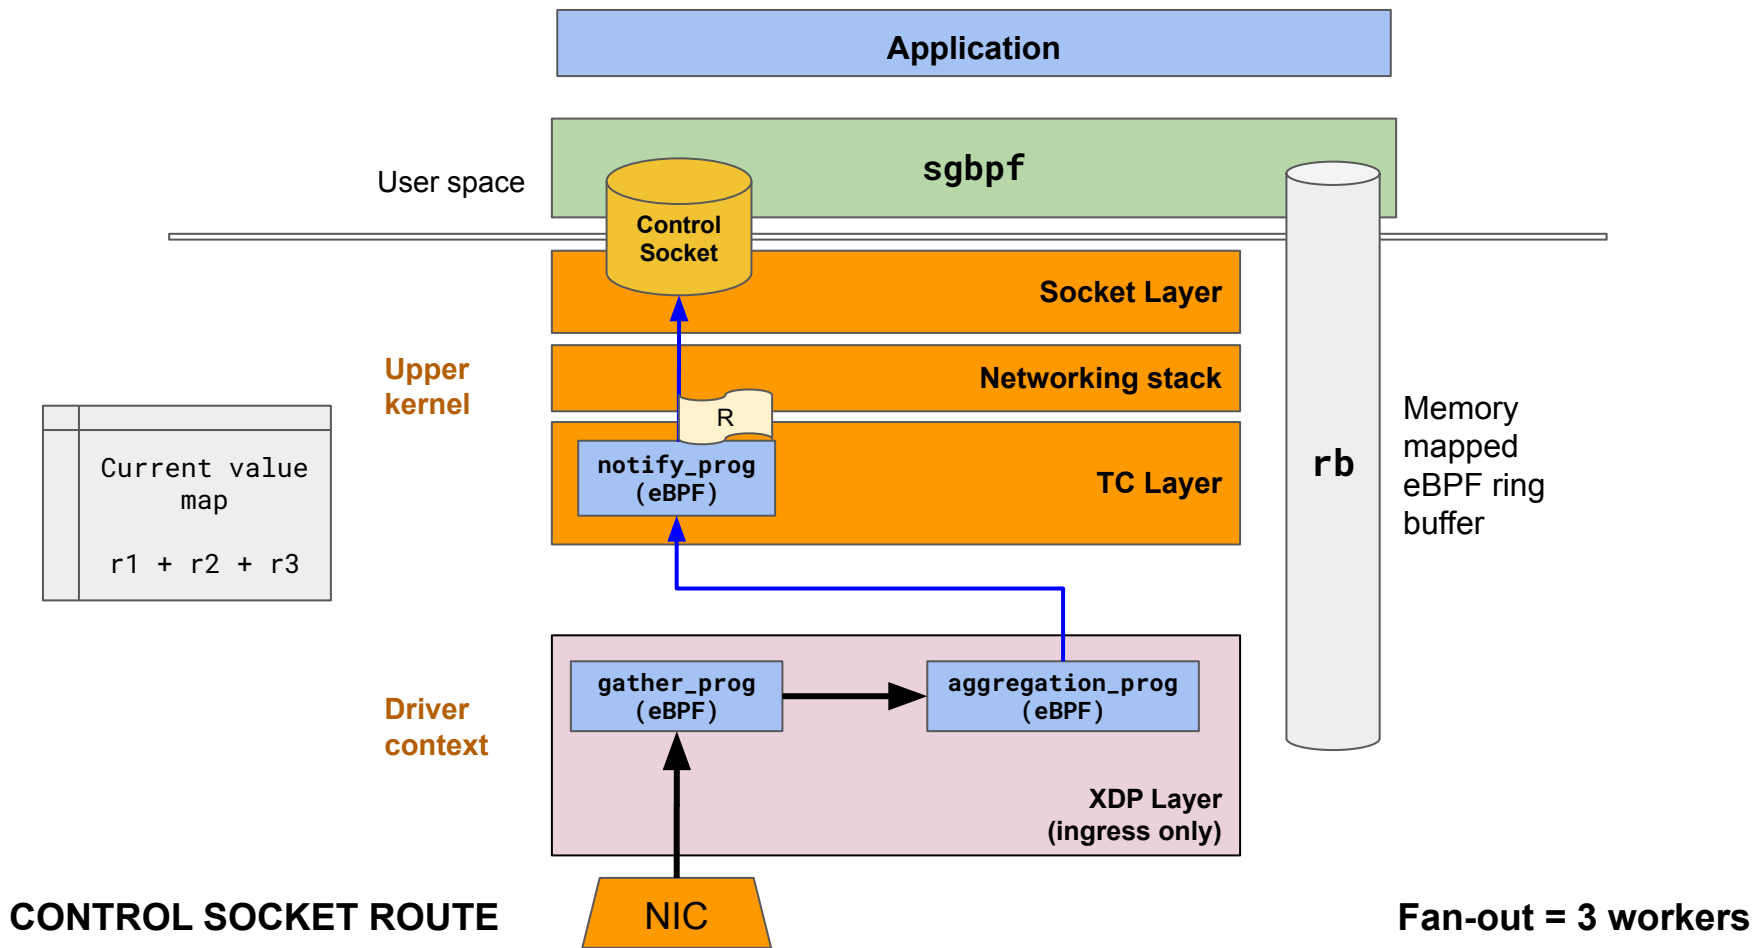 Application
sgbpf
User space
Control
Socket
Socket Layer
Upper
kernel
Networking stack
R
notify_prog
(eBPF)
TC Layer
Current value
map
r1 + r2 + r3
rb
Memory
mapped
eBPF ring
buffer
gather_prog
(eBPF)
aggregation_prog
(eBPF)
Driver
context
XDP Layer
(ingress only)
CONTROL SOCKET ROUTE
NIC
Fan-out = 3 workers